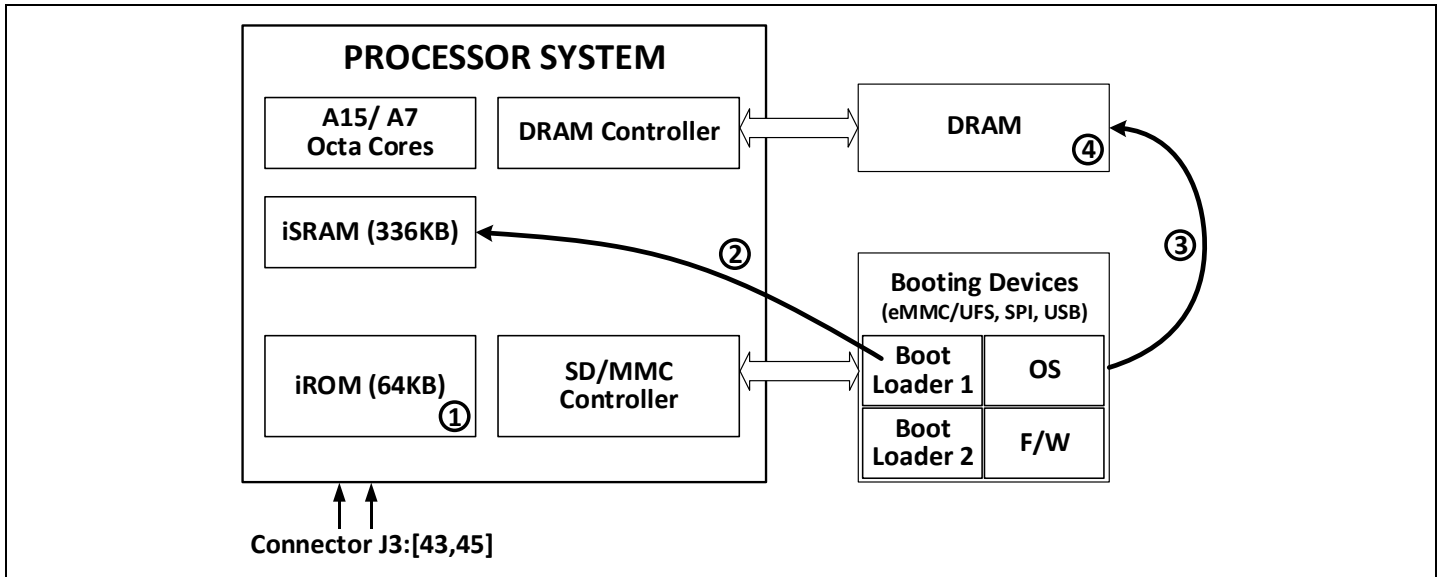 PROCESSOR SYSTEM
A15/ A7
Octa Cores
DRAM Controller
DRAM
④
iSRAM (336KB)
②
③
Booting Devices
(eMMC/UFS, SPI, USB)
Boot
Loader 1
OS
iROM (64KB)
①
SD/MMC
Controller
Boot
Loader 2
F/W
Connector J3:[43,45]